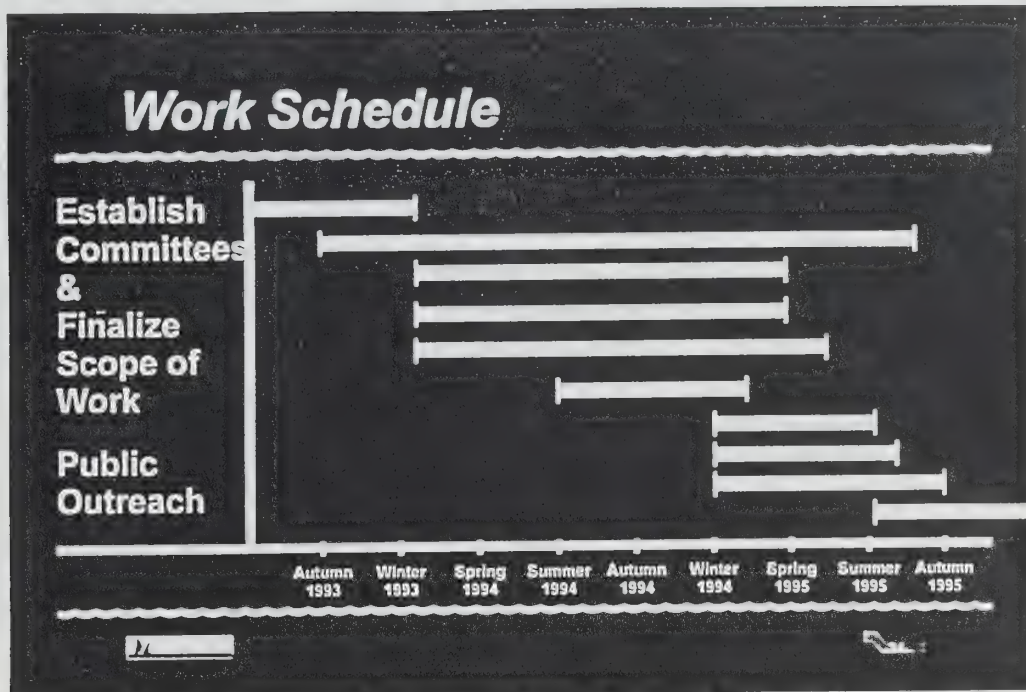 Work Schedule
Establish
Committees
&
Finalize
Scope of
Work
Public
Outreach
Autumn Winter Spring Summer Autumn Winter Spring Summer Autumn
1993 1993 1994 1994 1994 1994 1995 1995 1995